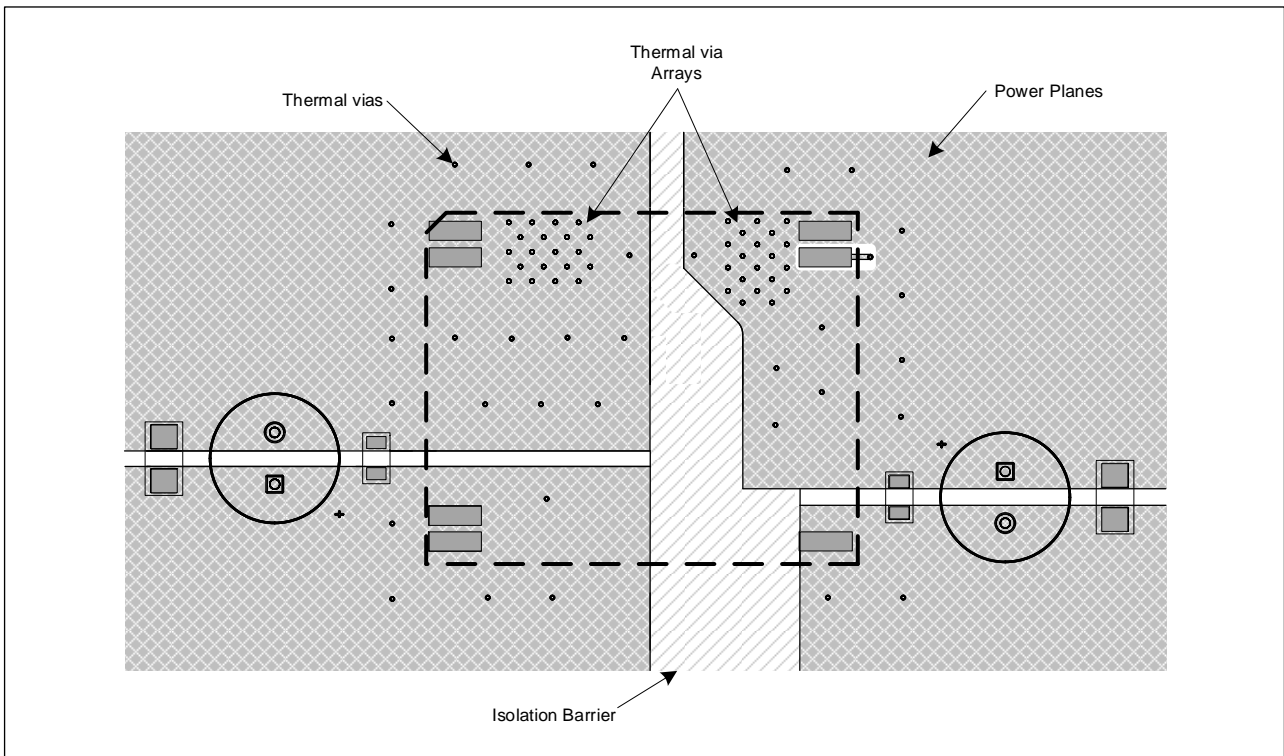 Thermal via
Arrays
Thermal vias
Power Planes
Isolation Barrier